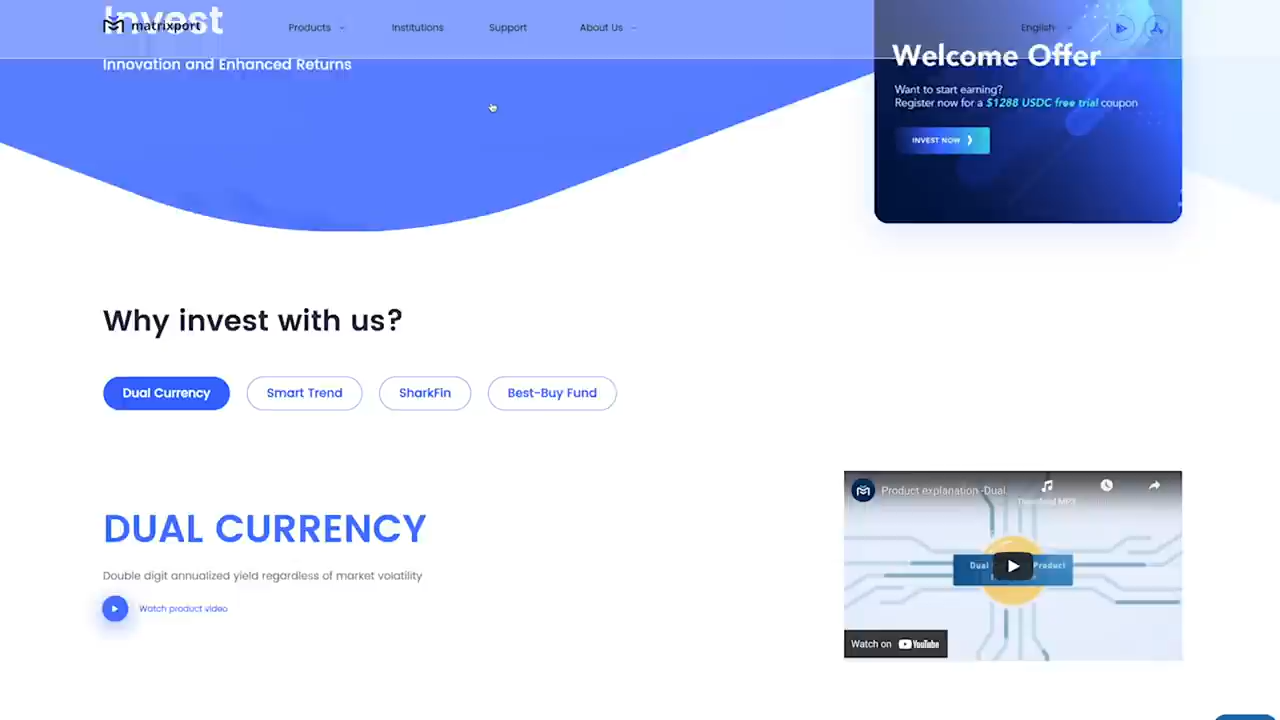 Invest
matrixport
Products
Institutions
Support
About Us
English
Innovation and Enhanced Returns
Welcome Offer
Want to start earning?
Register now for a $1288 USDC free trial coupon
INVEST NOW
Why invest with us?
Dual Currency
Smart Trend
SharkFin
Best-Buy Fund
DUAL CURRENCY
Double digit annualized yield regardless of market volatility
Watch product video
Product explanation -Dual
Download MP3
Dual Product
Watch on YouTube